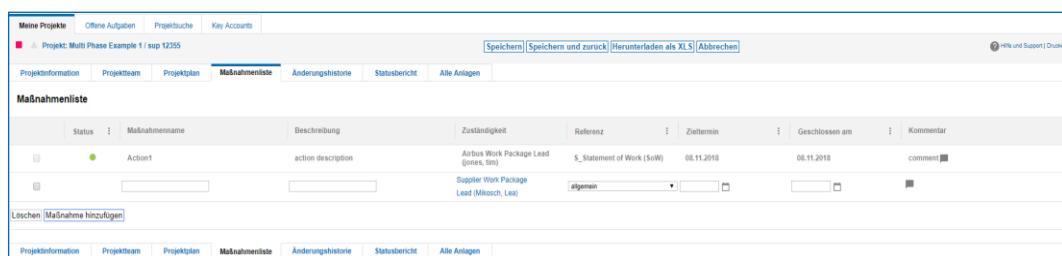 Meine Projekte Offene Aufgaben Projektsuche Key Accounts
Projekt: Multi Phase Example 1 / sup 12355 Speichern Speichern und zurück Herunterladen als XLS Abbrechen Hilfe und Support | Drucke
Projektinformation Projektteam Projektplan Maßnahmenliste Änderungshistorie Statusbericht Alle Anlagen
Maßnahmenliste
Status Maßnahmenname Beschreibung Zuständigkeit Referenz Zieltermin Geschlossen am Kommentar
Action1 action description Airbus Work Package Lead (jones, tim) S_Statement of Work (SoW) 08.11.2018 08.11.2018 comment
Supplier Work Package
Lead (Mikosch, Lea)
allgemein
Löschen Maßnahme hinzufügen
Projektinformation Projektteam Projektplan Maßnahmenliste Änderungshistorie Statusbericht Alle Anlagen